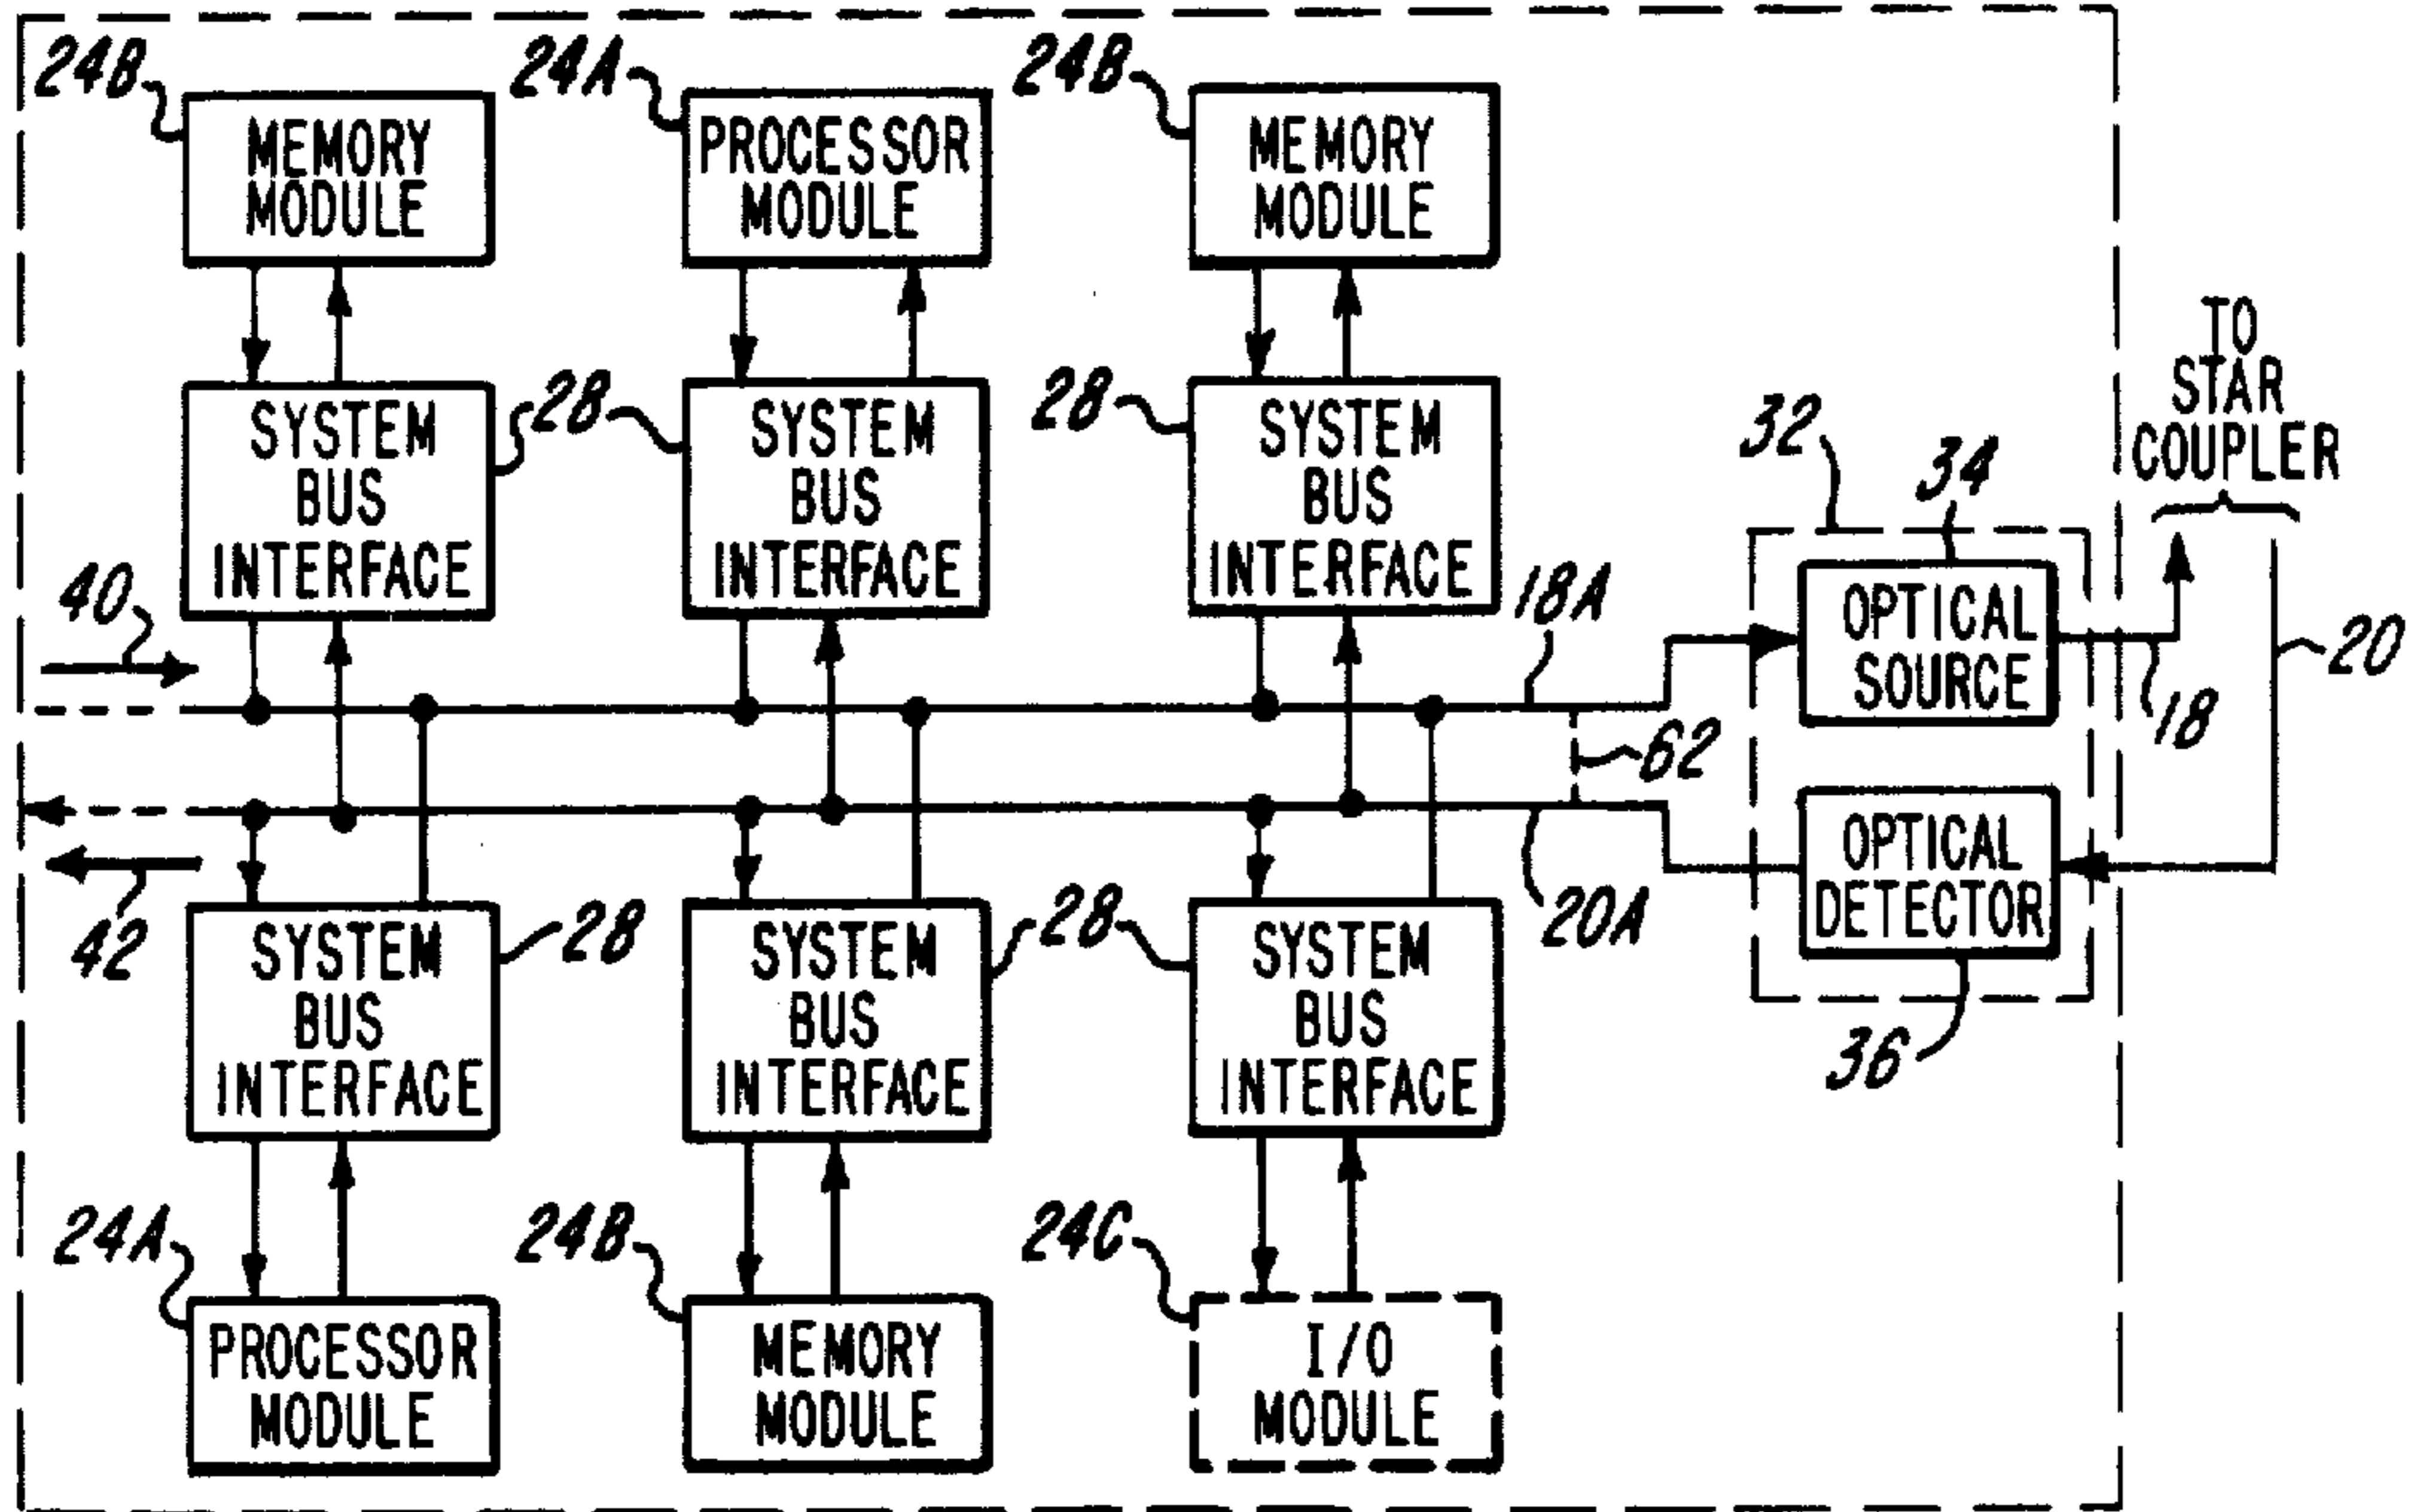 24B
24A
24B
MEMORY
MODULE
PROCESSOR
MODULE
MEMORY
MODULE
TO
STAR
COUPLER
28
28
32
34
SYSTEM
BUS
INTERFACE
SYSTEM
BUS
INTERFACE
SYSTEM
BUS
INTERFACE
40
18A
OPTICAL
SOURCE
20
18
62
42
OPTICAL
DETECTOR
28
28
20A
SYSTEM
BUS
INTERFACE
SYSTEM
BUS
INTERFACE
SYSTEM
BUS
INTERFACE
36
24A
24B
24C
PROCESSOR
MODULE
MEMORY
MODULE
I/O
MODULE